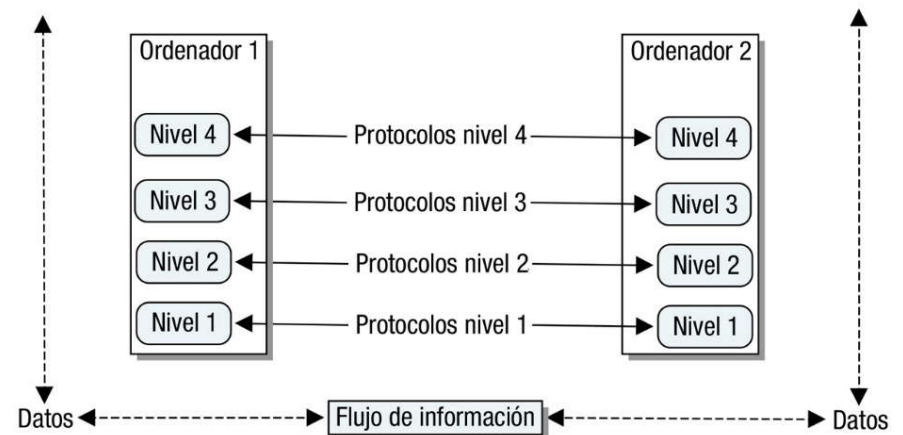 Ordenador 1 Ordenador 2
Nivel 4 Protocolos nivel 4 Nivel 4
Nivel 3 Protocolos nivel 3 Nivel 3
Nivel 2 Protocolos nivel 2 Nivel 2
Nivel 1 Protocolos nivel 1 Nivel 1
Datos Flujo de información Datos